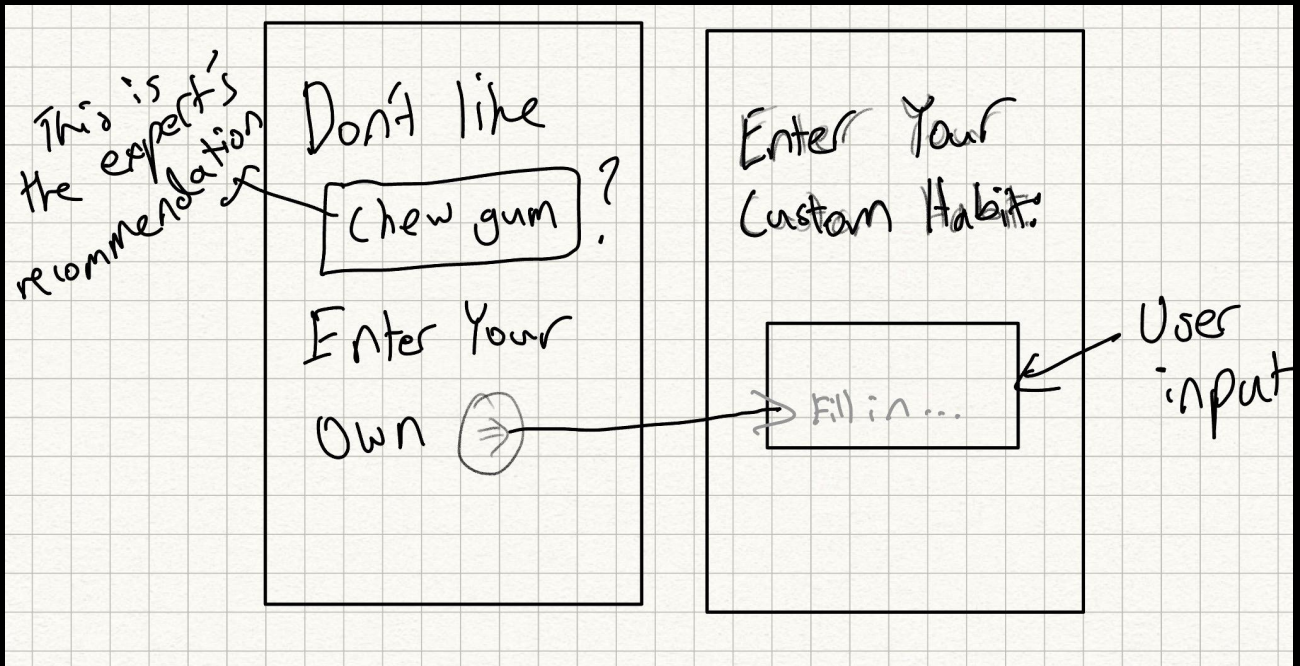 This is
the expert's
recommendation
Don't like
chew gum ?
Enter Your
Own
Enter Your
Custom Habit:
Fill in...
User
input